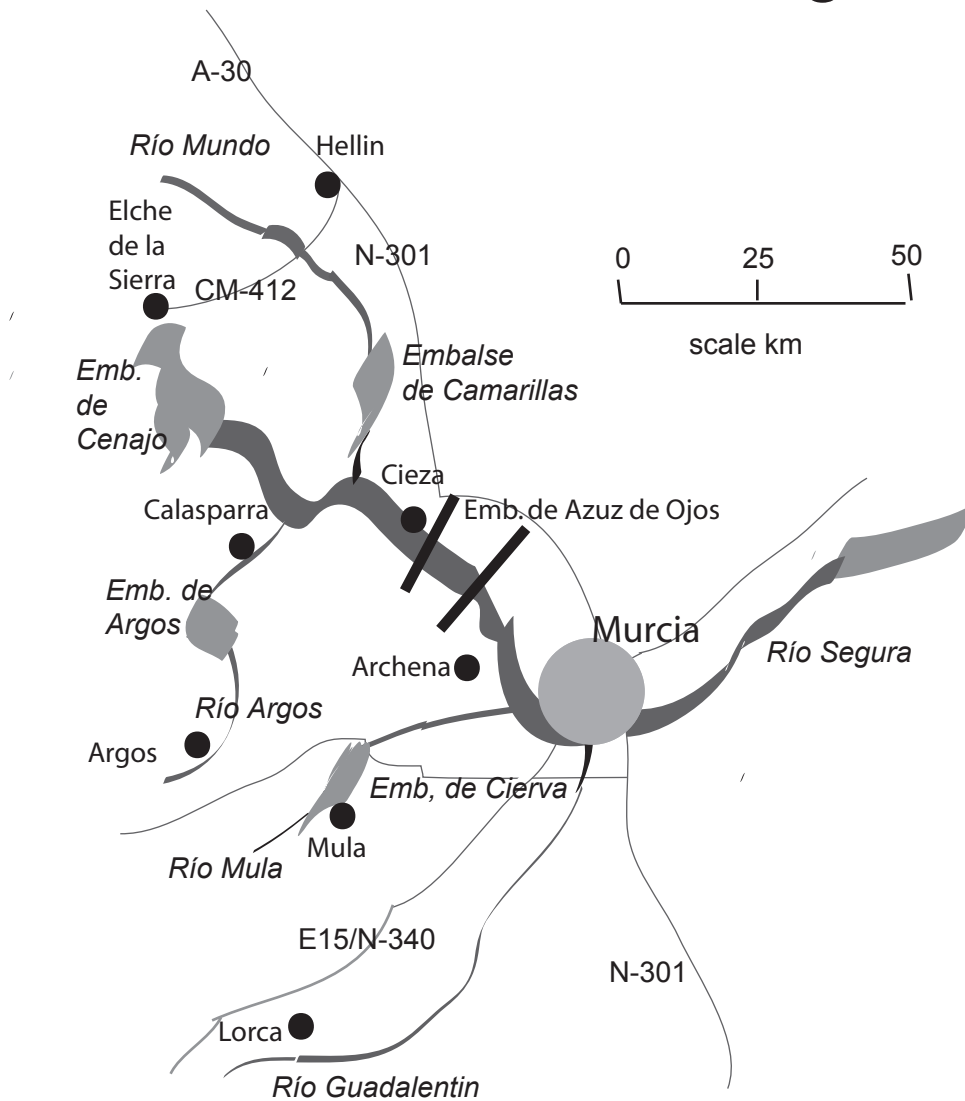 A-30
Río Mundo
Hellin
Elche
de la
Sierra
N-301
CM-412
0 25 50
scale km
Embalse
de Camarillas
Emb.
de
Cenajo
Cieza
Calasparra
Emb. de Azuz de Ojos
Emb. de
Argos
Murcia
Río Segura
Archena
Río Argos
Argos
Emb, de Cierva
Mula
Río Mula
E15/N-340
N-301
Lorca
Río Guadalentin